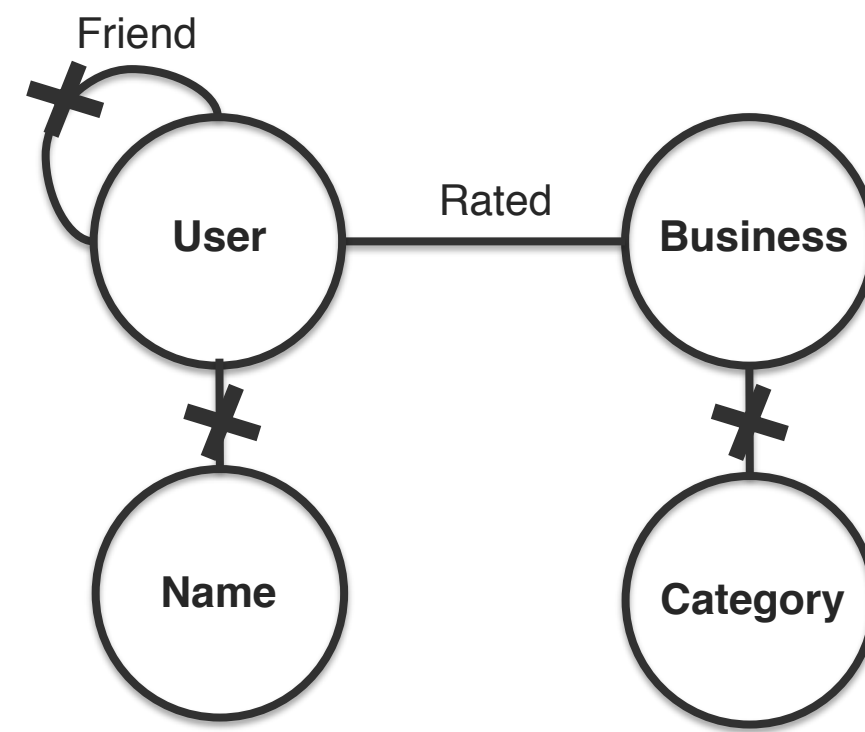 Friend
Rated
User
Business
Name
Category